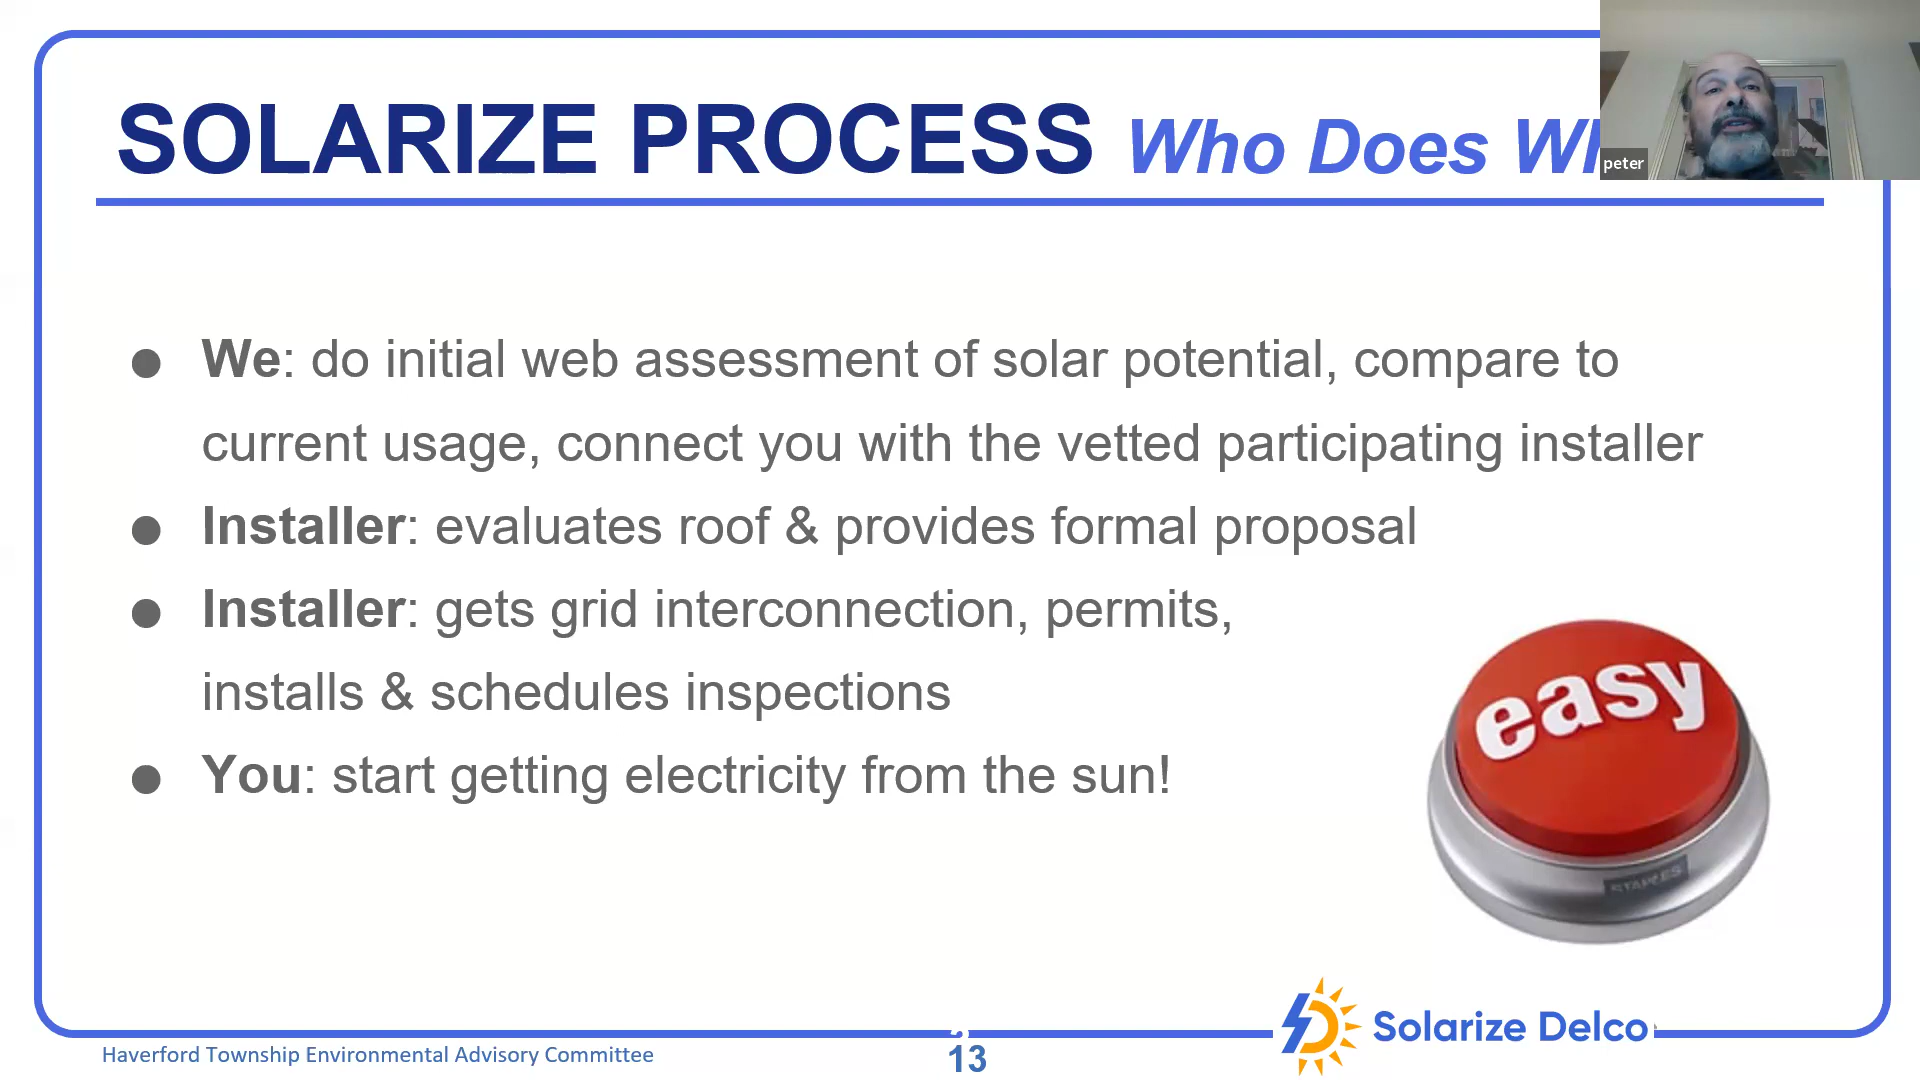 SOLARIZE PROCESS Who Does
peter
● We: do initial web assessment of solar potential, compare to
current usage, connect you with the vetted participating installer
● Installer: evaluates roof & provides formal proposal
● Installer: gets grid interconnection, permits,
installs & schedules inspections
● You: start getting electricity from the sun!
easy
STAPLES
Solarize Delco
Haverford Township Environmental Advisory Committee
13